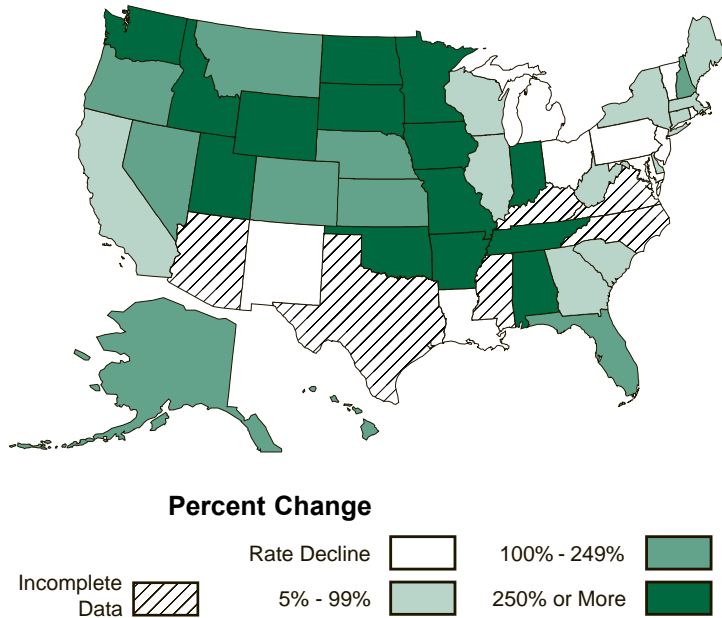 Percent Change
Rate Decline
100% - 249%
Incomplete
Data
5% - 99%
250% or More